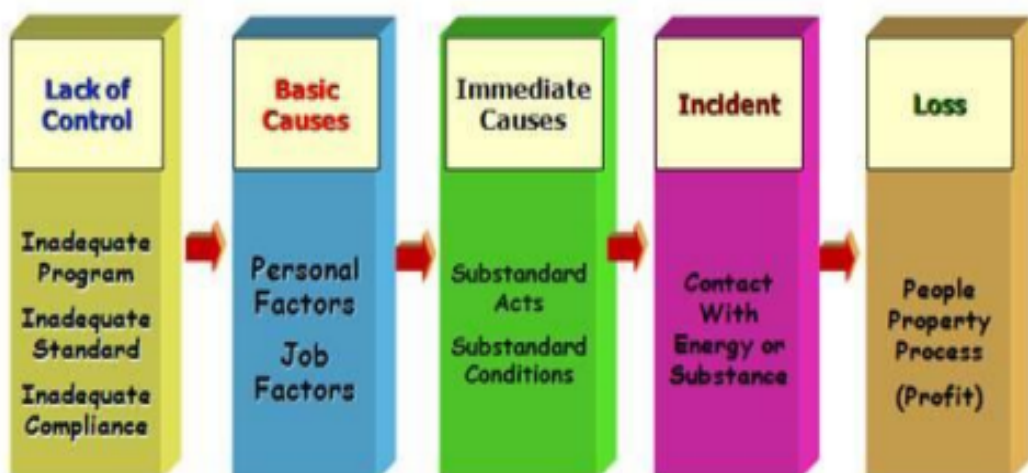 Lack of
Control
Inadequate
Program
Inadequate
Standard
Inadequate
Compliance
Basic
Causes
Personal
Factors
Job
Factors
Immediate
Causes
Substandard
Acts
Substandard
Conditions
Incident
Contact
With
Energy or
Substance
Loss
People
Property
Process
(Profit)